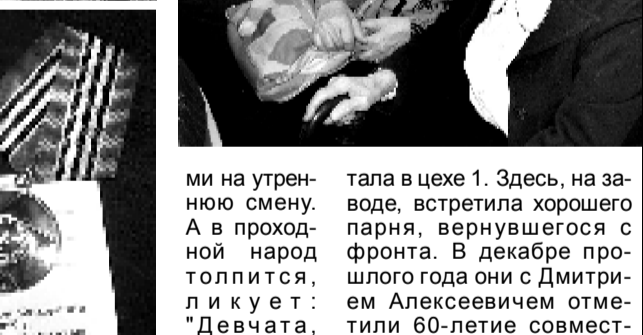 ми на утрен-
нюю смену.
А в проход-
ной народ
толпится,
ликует:
"Девчата,
тала в цехе 1. Здесь, на за-
воде, встретила хорошего
парня, вернувшегося с
фронта. В декабре про-
шлого года они с Дмитри-
ем Алексеевичем отме-
тили 60-летие совмест-